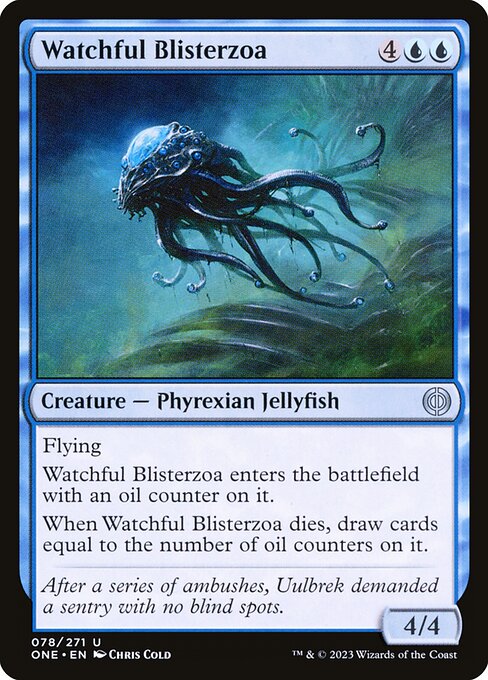 Watchful Blisterzoa 4
Creature — Phyrexian Jellyfish
Flying
Watchful Blisterzoa enters the battlefield
with an oil counter on it.
When Watchful Blisterzoa dies, draw cards
equal to the number of oil counters on it.
After a series of ambushes, Uulbrek demanded
a sentry with no blind spots.
4/4
078/271 U
ONE • EN Chris Cold ™ & © 2023 Wizards of the Coast